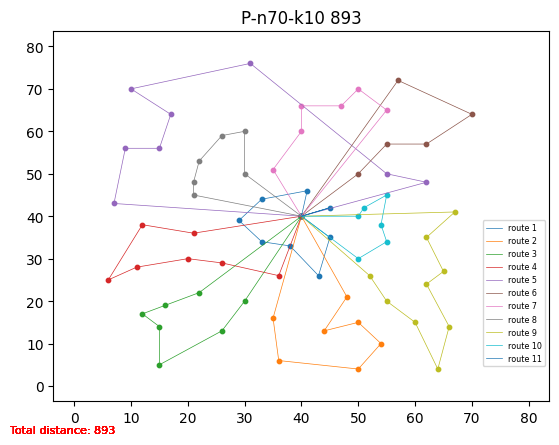 P-n70-k10 893
80
70
60
50
40
30
20
10
0
0 10 20 30 40 50 60 70 80
route 1
route 2
route 3
route 4
route 5
route 6
route 7
route 8
route 9
route 10
route 11
Total distance: 893